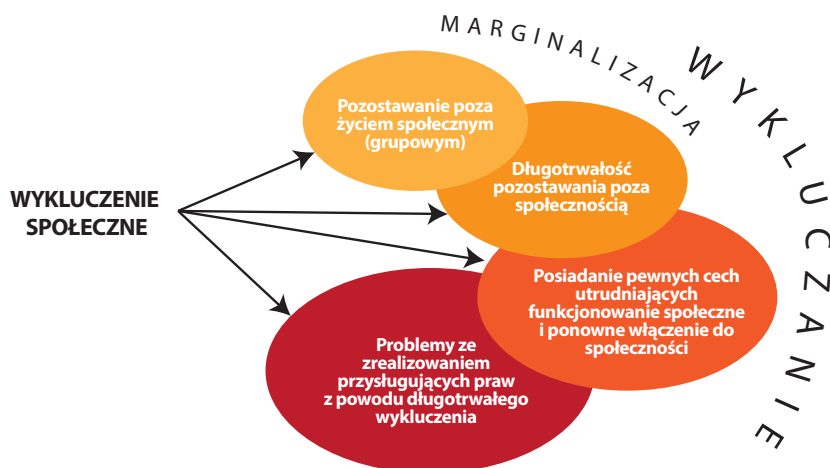 MARGINALIZACJA
WYKLUCZANIE
Pozostawanie poza
życiem społecznym
(grupowym)
Długotrwałość
pozostawania poza
społecznością
WYKLUCZENIE
SPOŁECZNE
Posiadanie pewnych cech
utrudniających
funkcjonowanie społeczne
i ponowne włączenie do
społeczności
Problemy ze
zrealizowaniem
przysługujących praw
z powodu długotrwałego
wykluczenia